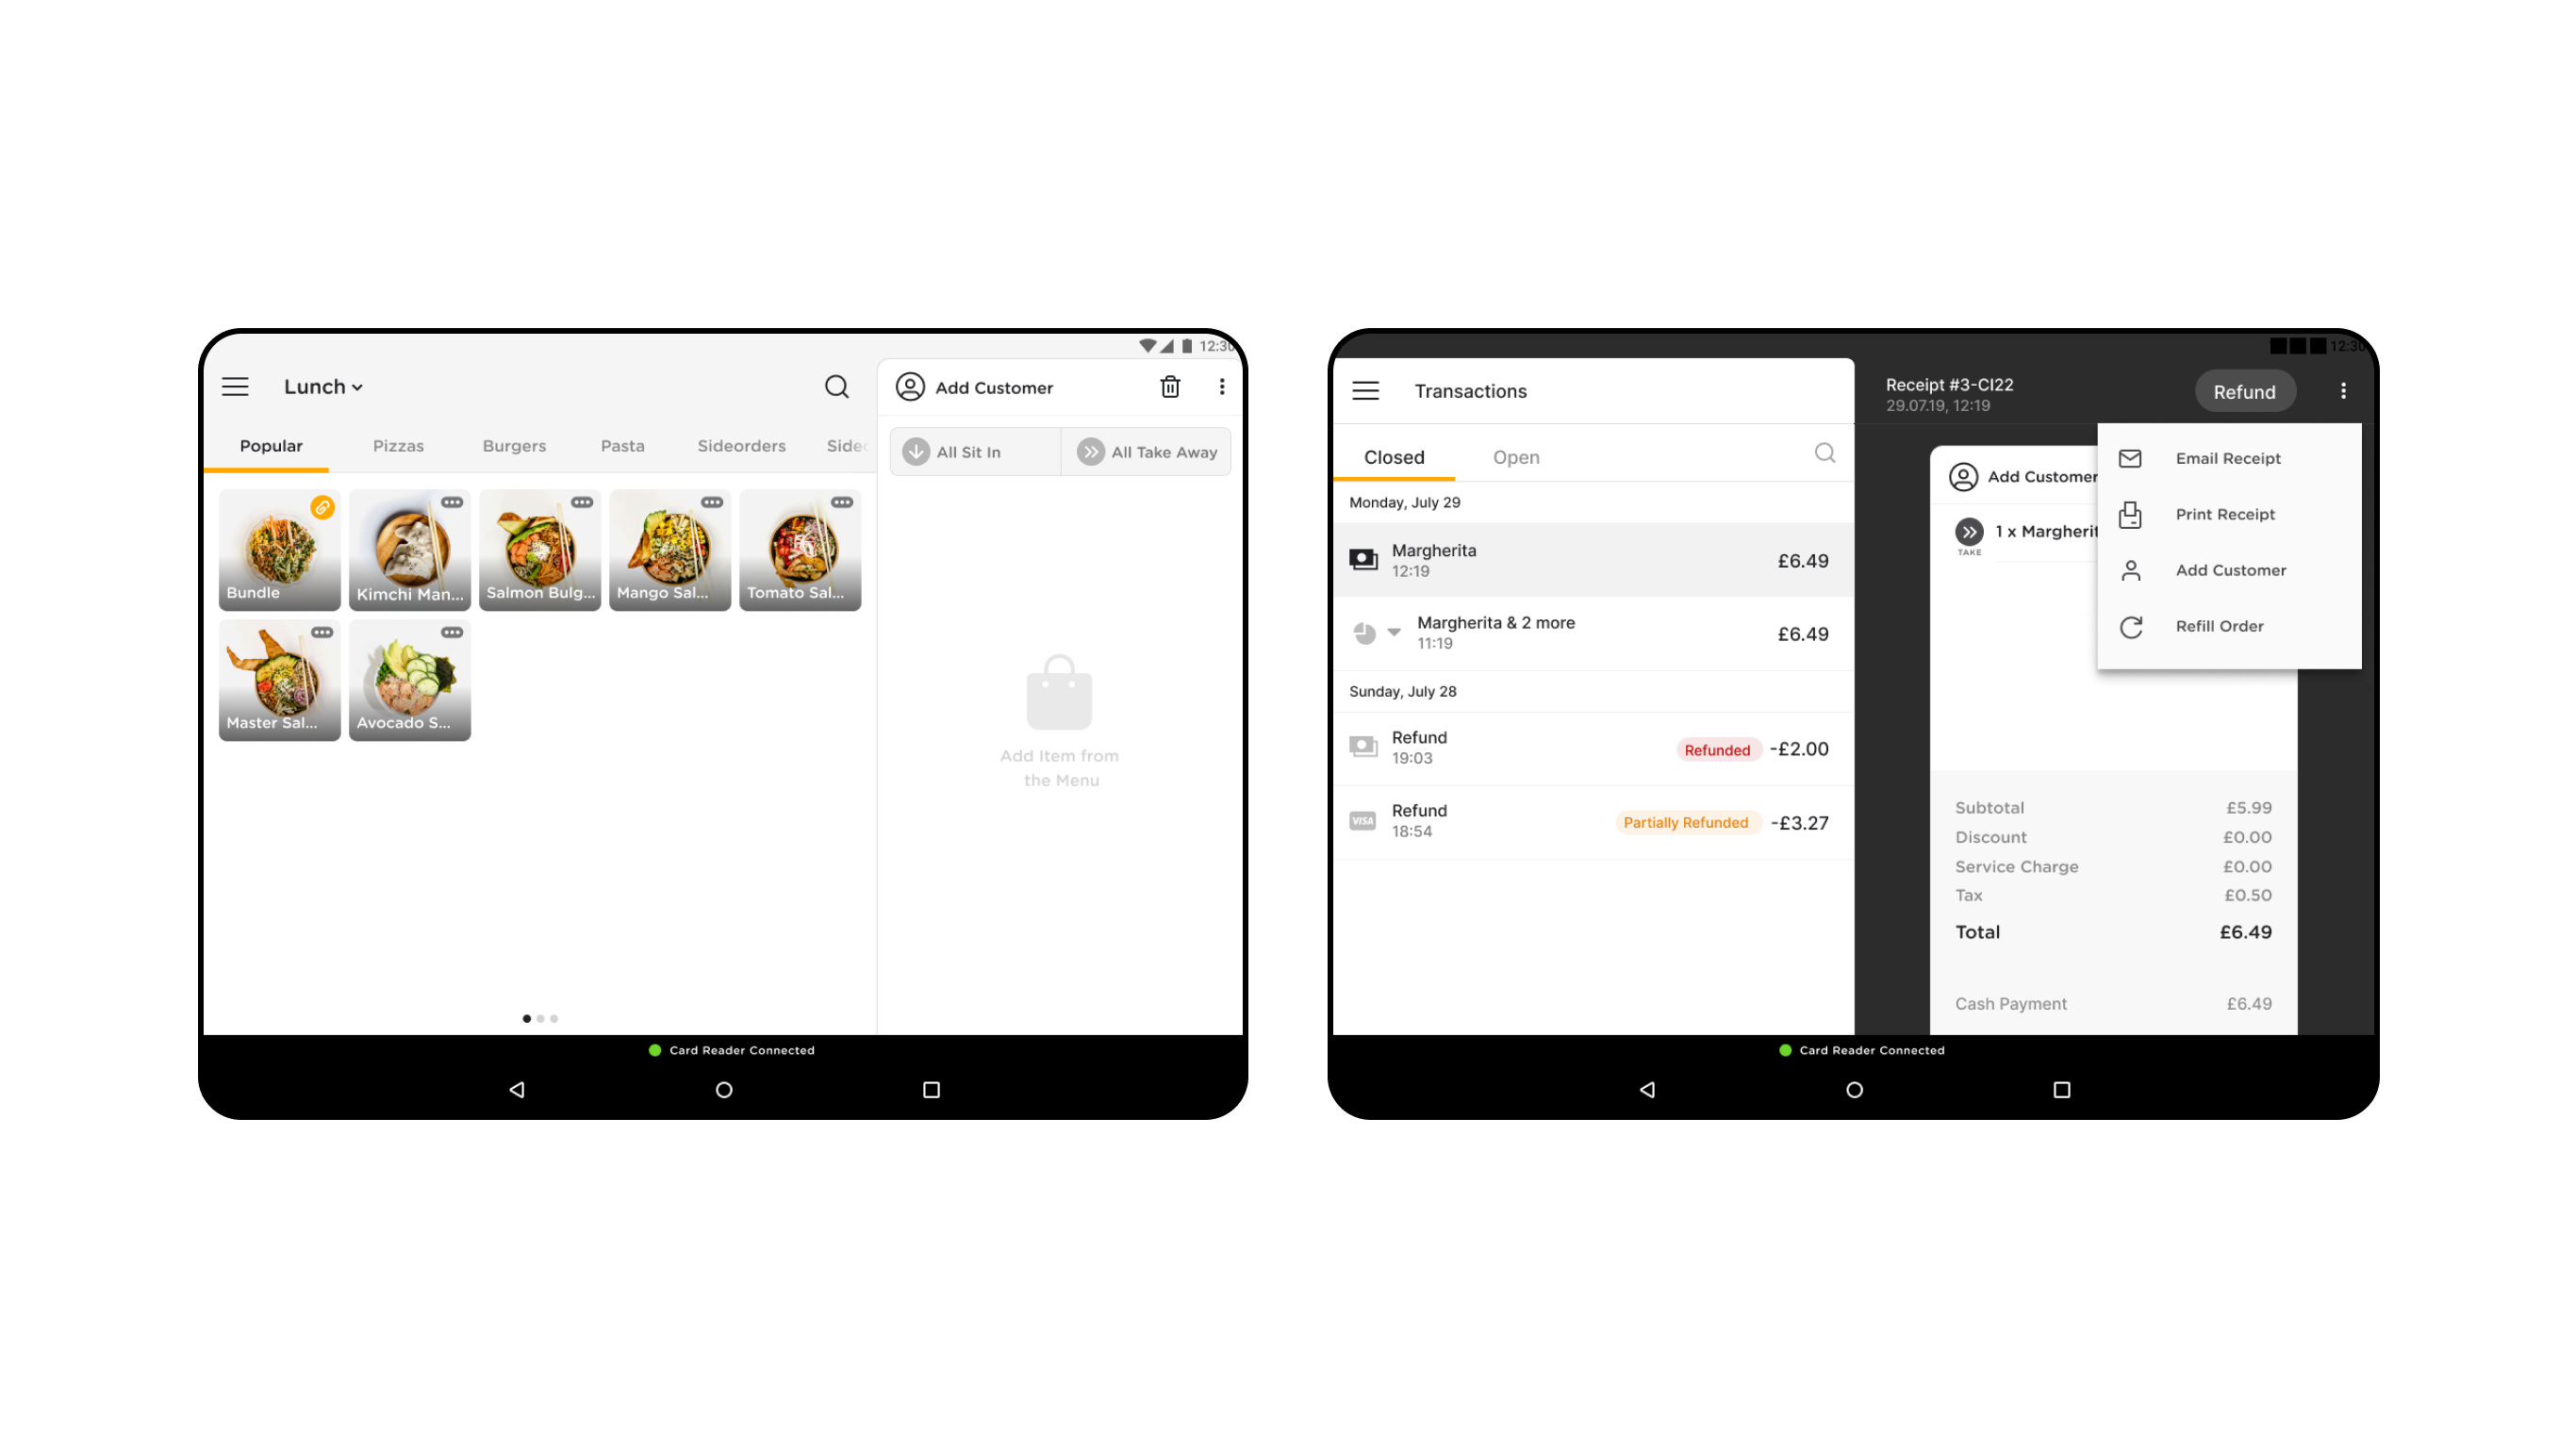 12:30
Lunch
Add Customer
Popular
Pizzas
Burgers
Pasta
Sideorders
All Sit In
All Take Away
Bundle
Kimchi Man...
Salmon Bulg...
Mango Sal...
Tomato Sal...
Master Sal...
Avocado S...
Add Item from
the Menu
Card Reader Connected
12:30
Transactions
Receipt #3-CI22
29.07.19, 12:19
Refund
Closed
Open
Monday, July 29
Margherita
12:19
£6.49
Margherita & 2 more
11:19
£6.49
Sunday, July 28
Refund
19:03
Refunded
-£2.00
Refund
18:54
Partially Refunded
-£3.27
VISA
Add Customer
TAKE
1 x Margherit
Email Receipt
Print Receipt
Add Customer
Refill Order
Subtotal £5.99
Discount £0.00
Service Charge £0.00
Tax £0.50
Total £6.49
Cash Payment £6.49
Card Reader Connected